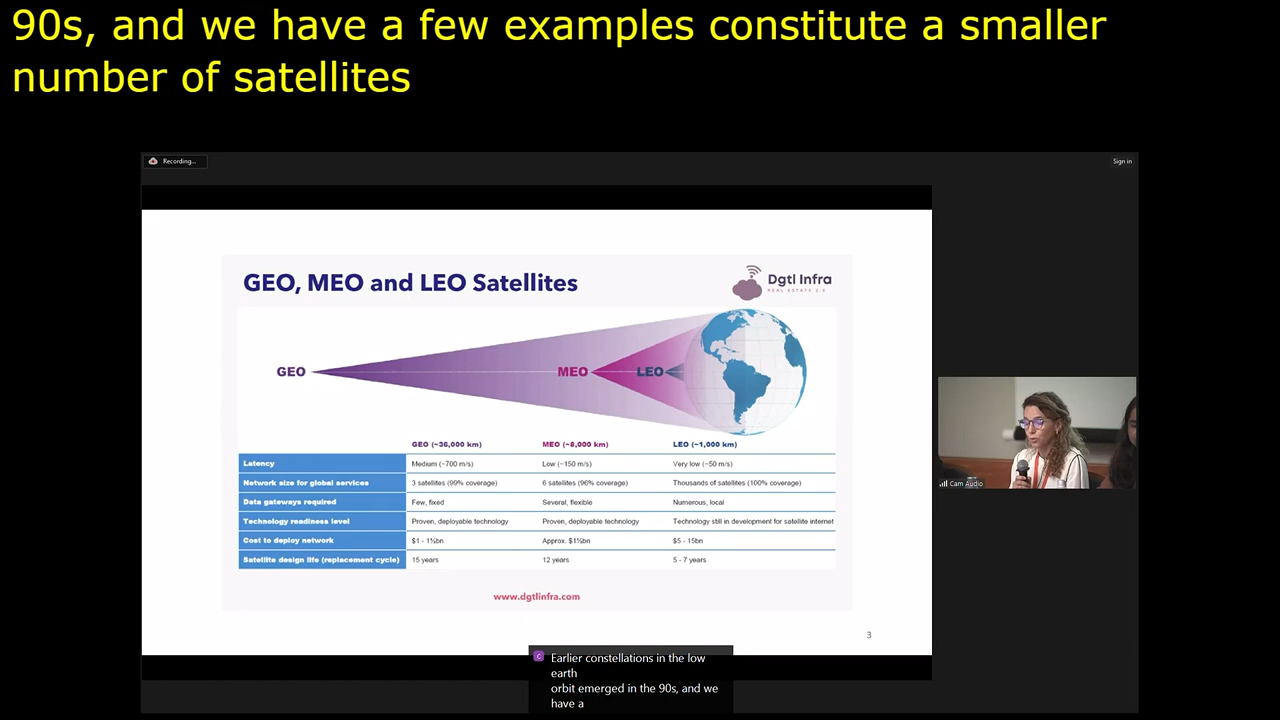 90s, and we have a few examples constitute a smaller
number of satellites
Recording...
Sign in
GEO, MEO and LEO Satellites
Dgtl Infra
REAL ESTATE 2.0
GEO
MEO
LEO
GEO (~36,000 km) MEO (~8,000 km) LEO (~1,000 km)
Latency Medium (~700 m/s) Low (~150 m/s) Very low (~50 m/s)
Network size for global services 3 satellites (99% coverage) 6 satellites (96% coverage) Thousands of satellites (100% coverage)
Data gateways required Few, fixed Several, flexible Numerous, local
Technology readiness level Proven, deployable technology Proven, deployable technology Technology still in development for satellite internet
Cost to deploy network $1 - 1½bn Approx. $1½bn $5 - 15bn
Satellite design life (replacement cycle) 15 years 12 years 5 - 7 years
www.dgtlinfra.com
3
Cam Audio
C
Earlier constellations in the low
earth
orbit emerged in the 90s, and we
have a